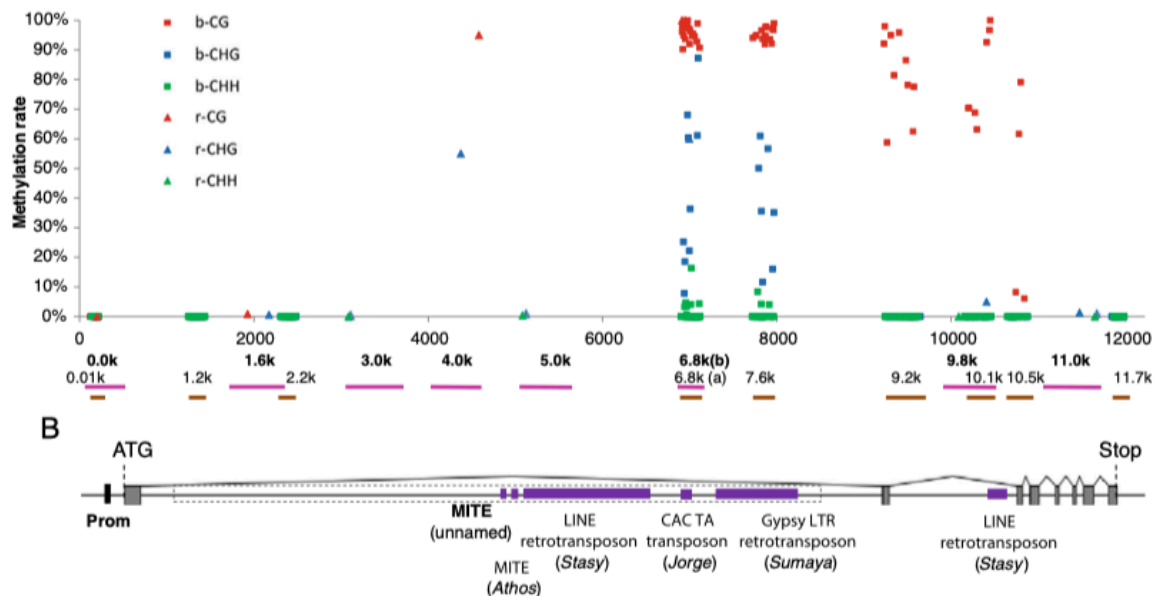 100%
90%
80%
70%
60%
50%
40%
30%
20%
10%
0%
Methylation rate
b-CG
b-CHG
b-CHH
r-CG
r-CHG
r-CHH
0 2000 4000 6000 8000 10000 12000
0.0k 1.6k 3.0k 4.0k 5.0k 6.8k(b) 9.8k 11.0k
0.01k 1.2k 2.2k 6.8k (a) 7.6k 9.2k 10.1k 10.5k 11.7k
B
ATG Stop
Prom
MITE
(unnamed)
MITE
(Athos)
LINE
retrotransposon
(Stasy)
CAC TA
transposon
(Jorge)
Gypsy LTR
retrotransposon
(Sumaya)
LINE
retrotransposon
(Stasy)